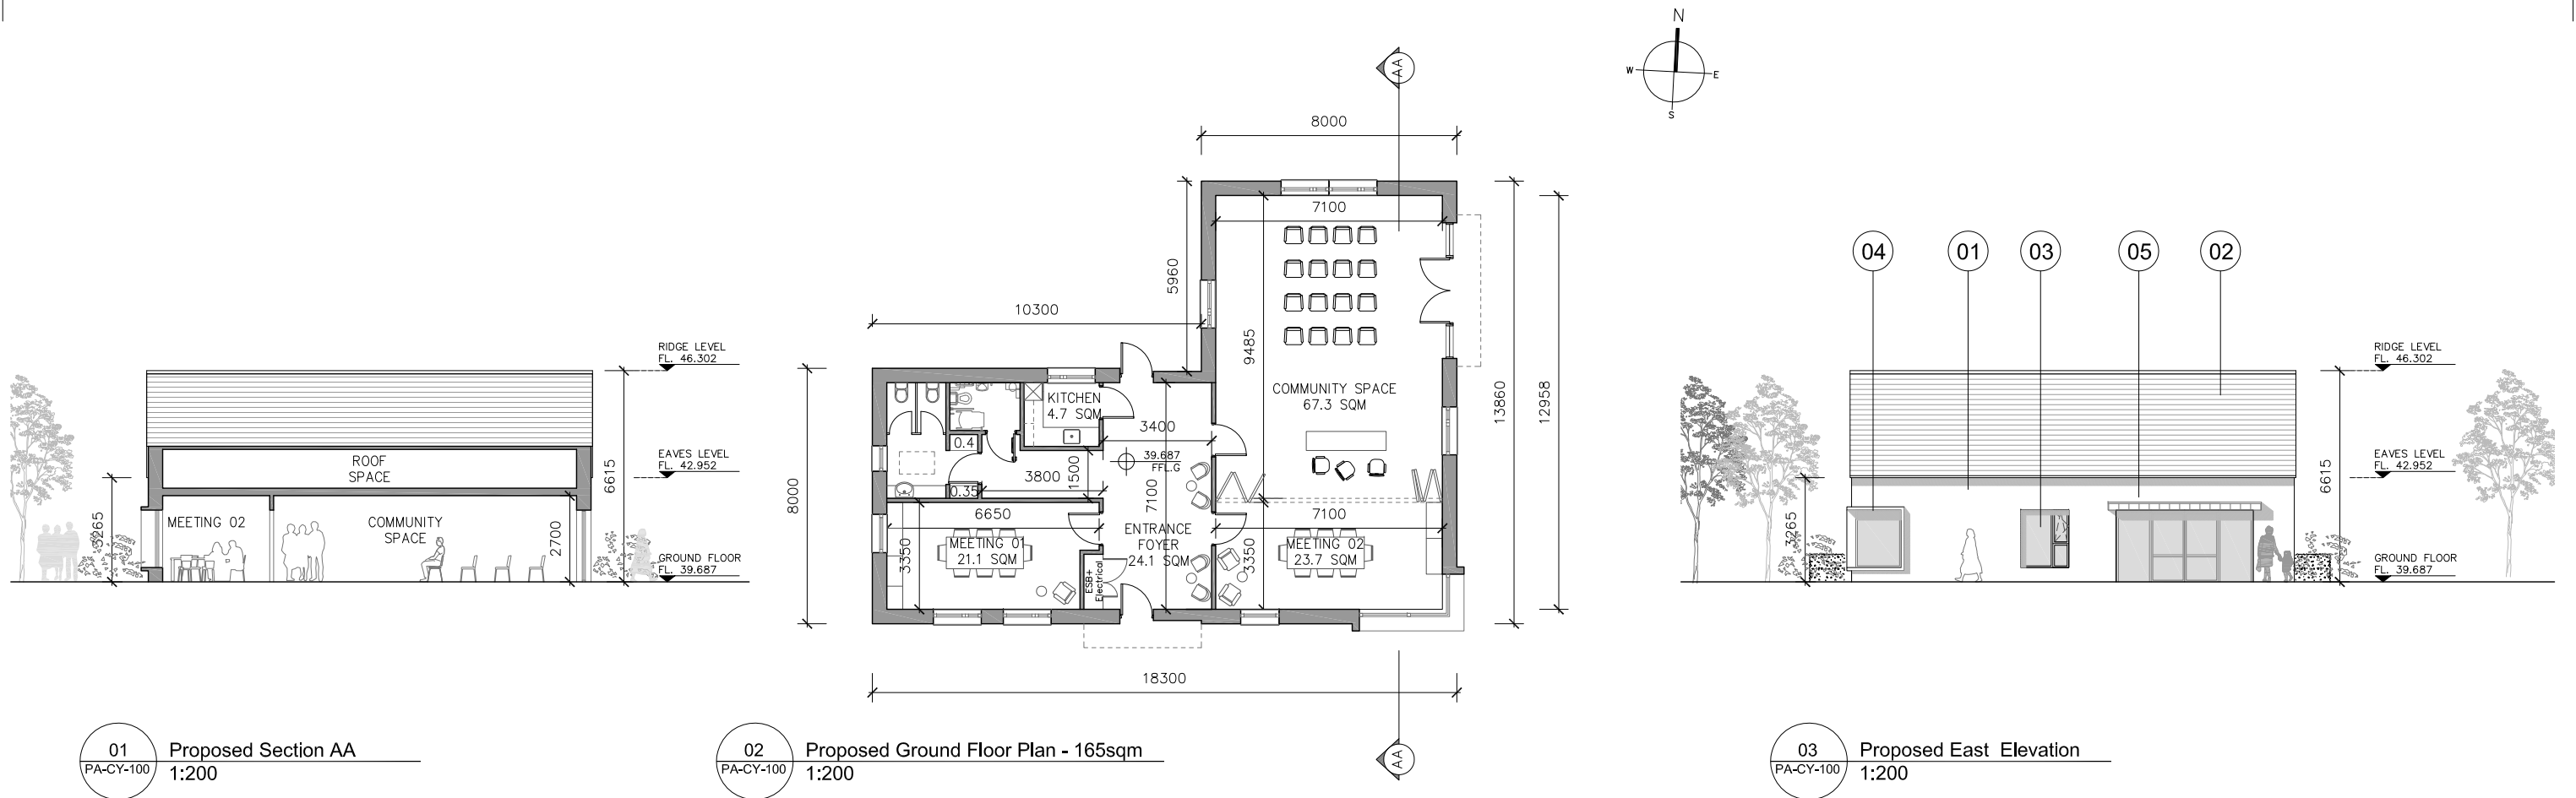 N
W
E
S
AA
8000
7100
5960
10300
9485
13860
12958
COMMUNITY SPACE
67.3 SQM
KITCHEN
4.7 SQM
3400
0.4
39.687
FFL.G
3800
1500
0.35
7100
8000
6650
7100
ENTRANCE
FOYER
24.1 SQM
MEETING 01
21.1 SQM
3350
MEETING 02
23.7 SQM
3350
ESB+
Electrical
18300
AA
RIDGE LEVEL
FL. 46.302
EAVES LEVEL
FL. 42.952
ROOF
SPACE
6615
3265
MEETING 02
COMMUNITY
SPACE
2700
GROUND FLOOR
FL. 39.687
04
01
03
05
02
RIDGE LEVEL
FL. 46.302
EAVES LEVEL
FL. 42.952
6615
3265
GROUND FLOOR
FL. 39.687
01
PA-CY-100
Proposed Section AA
1:200
02
PA-CY-100
Proposed Ground Floor Plan - 165sqm
1:200
03
PA-CY-100
Proposed East Elevation
1:200